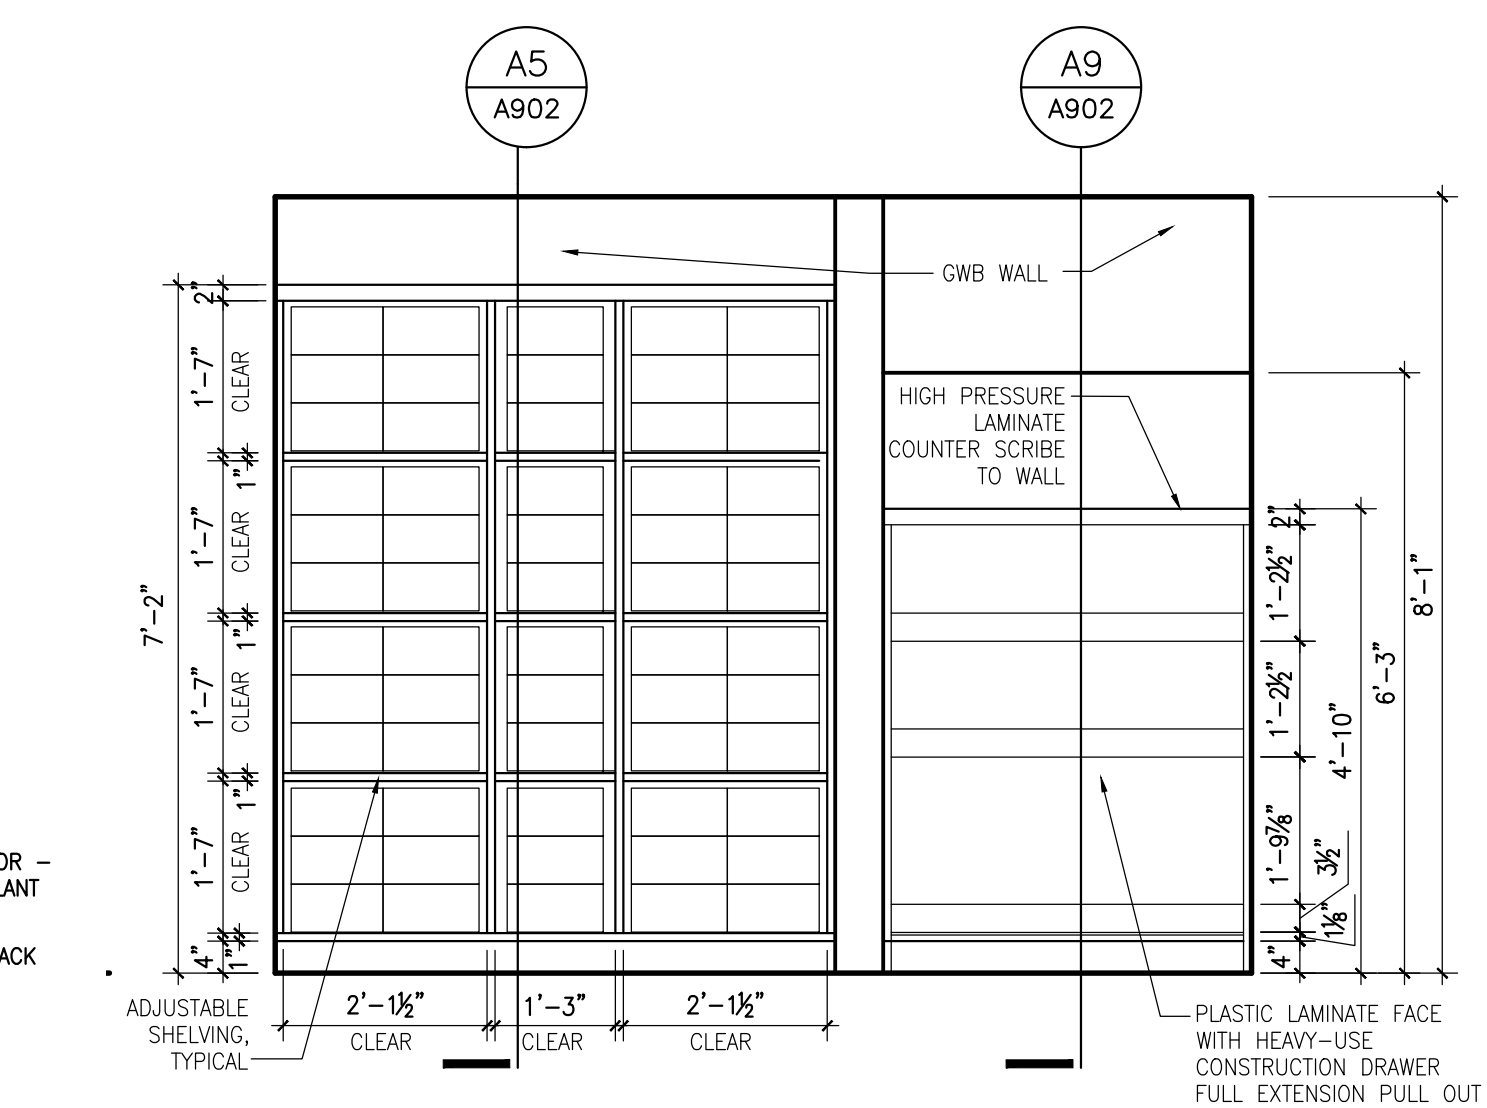 A5
A902
A9
A902
GWB WALL
HIGH PRESSURE
LAMINATE
COUNTER SCRIBE
TO WALL
7'-2"
2"
1'-7"
CLEAR
1"
1'-7"
CLEAR
1"
1'-7"
CLEAR
1"
1'-7"
CLEAR
4"
1"
2"
1'-2½"
1'-2½"
1'-9⅞"
3½"
1⅛"
4"
4'-10"
6'-3"
8'-1"
OR –
LANT
ACK
2'-1½"
CLEAR
1'-3"
CLEAR
2'-1½"
CLEAR
ADJUSTABLE
SHELVING,
TYPICAL
PLASTIC LAMINATE FACE
WITH HEAVY-USE
CONSTRUCTION DRAWER
FULL EXTENSION PULL OUT